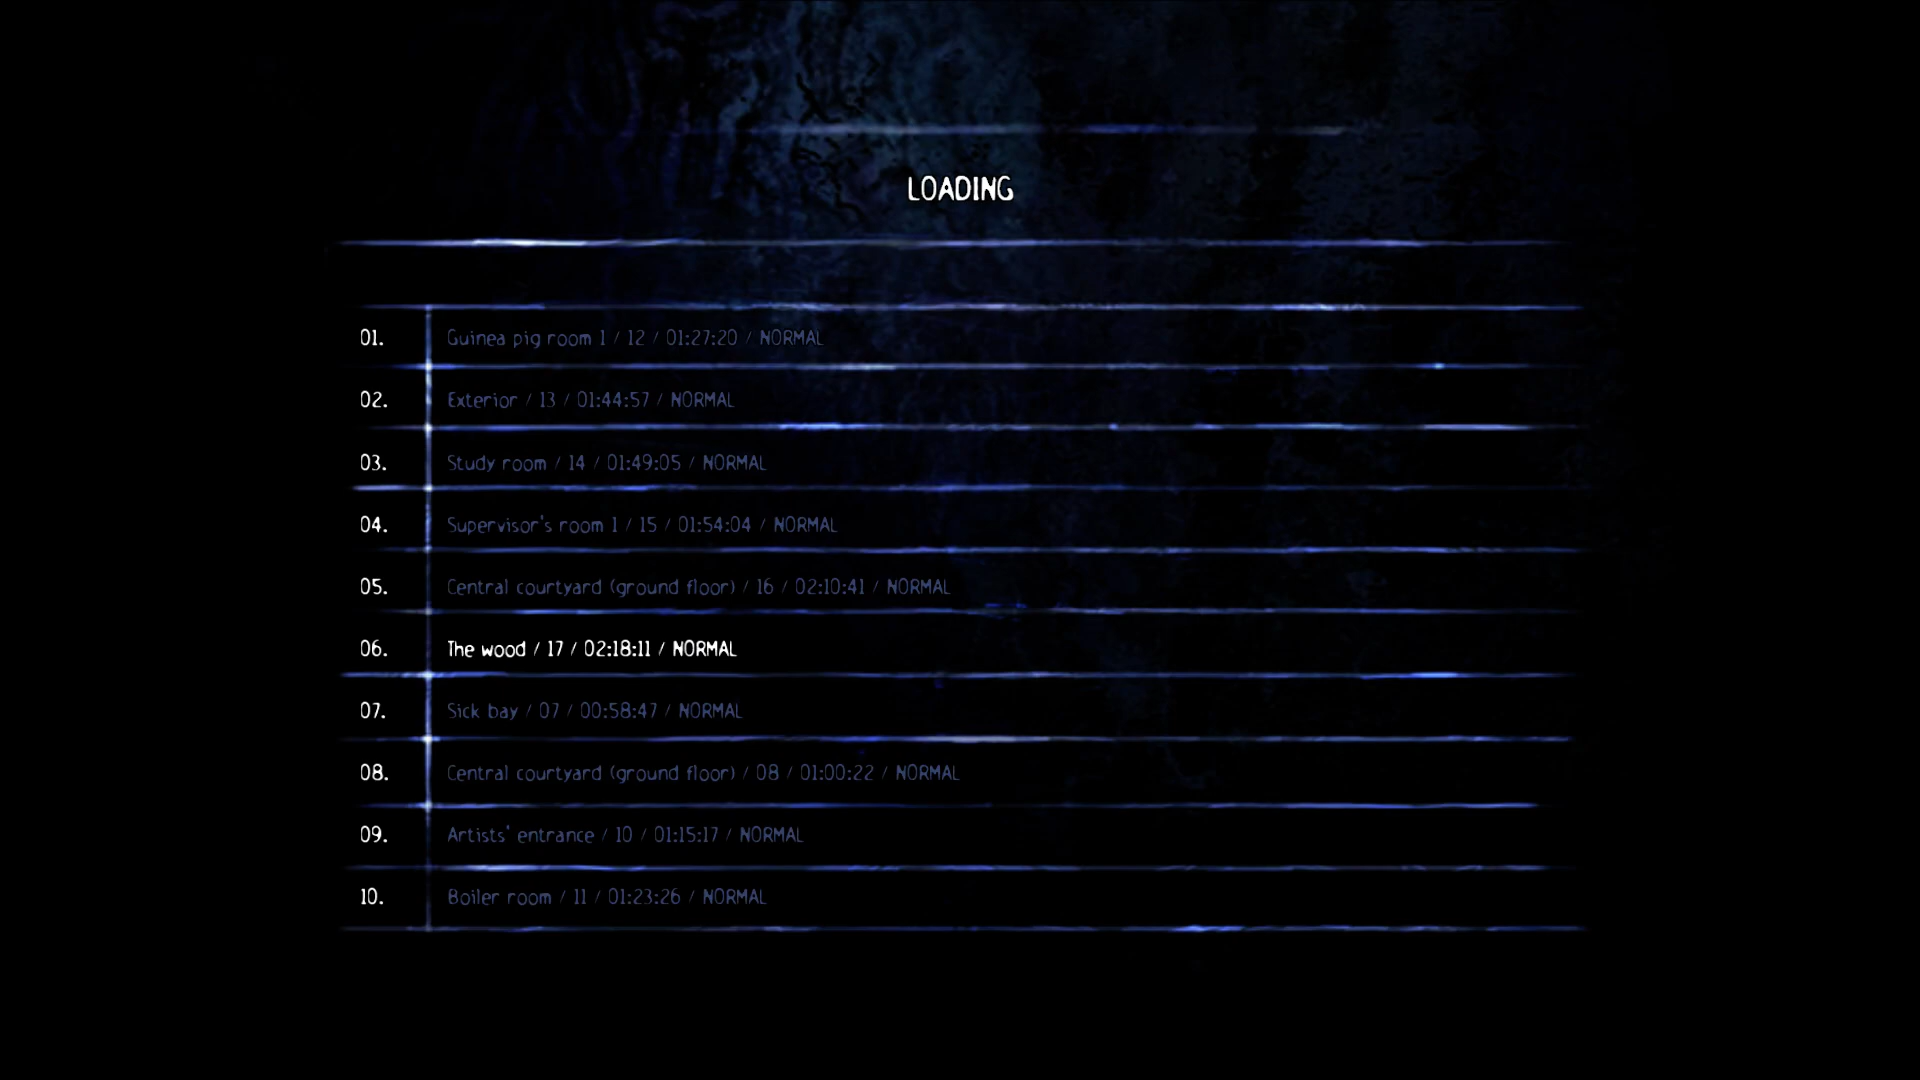 LOADING
01. Guinea pig room 1 / 12 / 01:27:20 / NORMAL
02. Exterior / 13 / 01:44:57 / NORMAL
03. Study room / 14 / 01:49:05 / NORMAL
04. Supervisor's room 1 / 15 / 01:54:04 / NORMAL
05. Central courtyard (ground floor) / 16 / 02:10:41 / NORMAL
06. The wood / 17 / 02:18:11 / NORMAL
07. Sick bay / 07 / 00:58:47 / NORMAL
08. Central courtyard (ground floor) / 08 / 01:00:22 / NORMAL
09. Artists' entrance / 10 / 01:15:17 / NORMAL
10. Boiler room / 11 / 01:23:26 / NORMAL